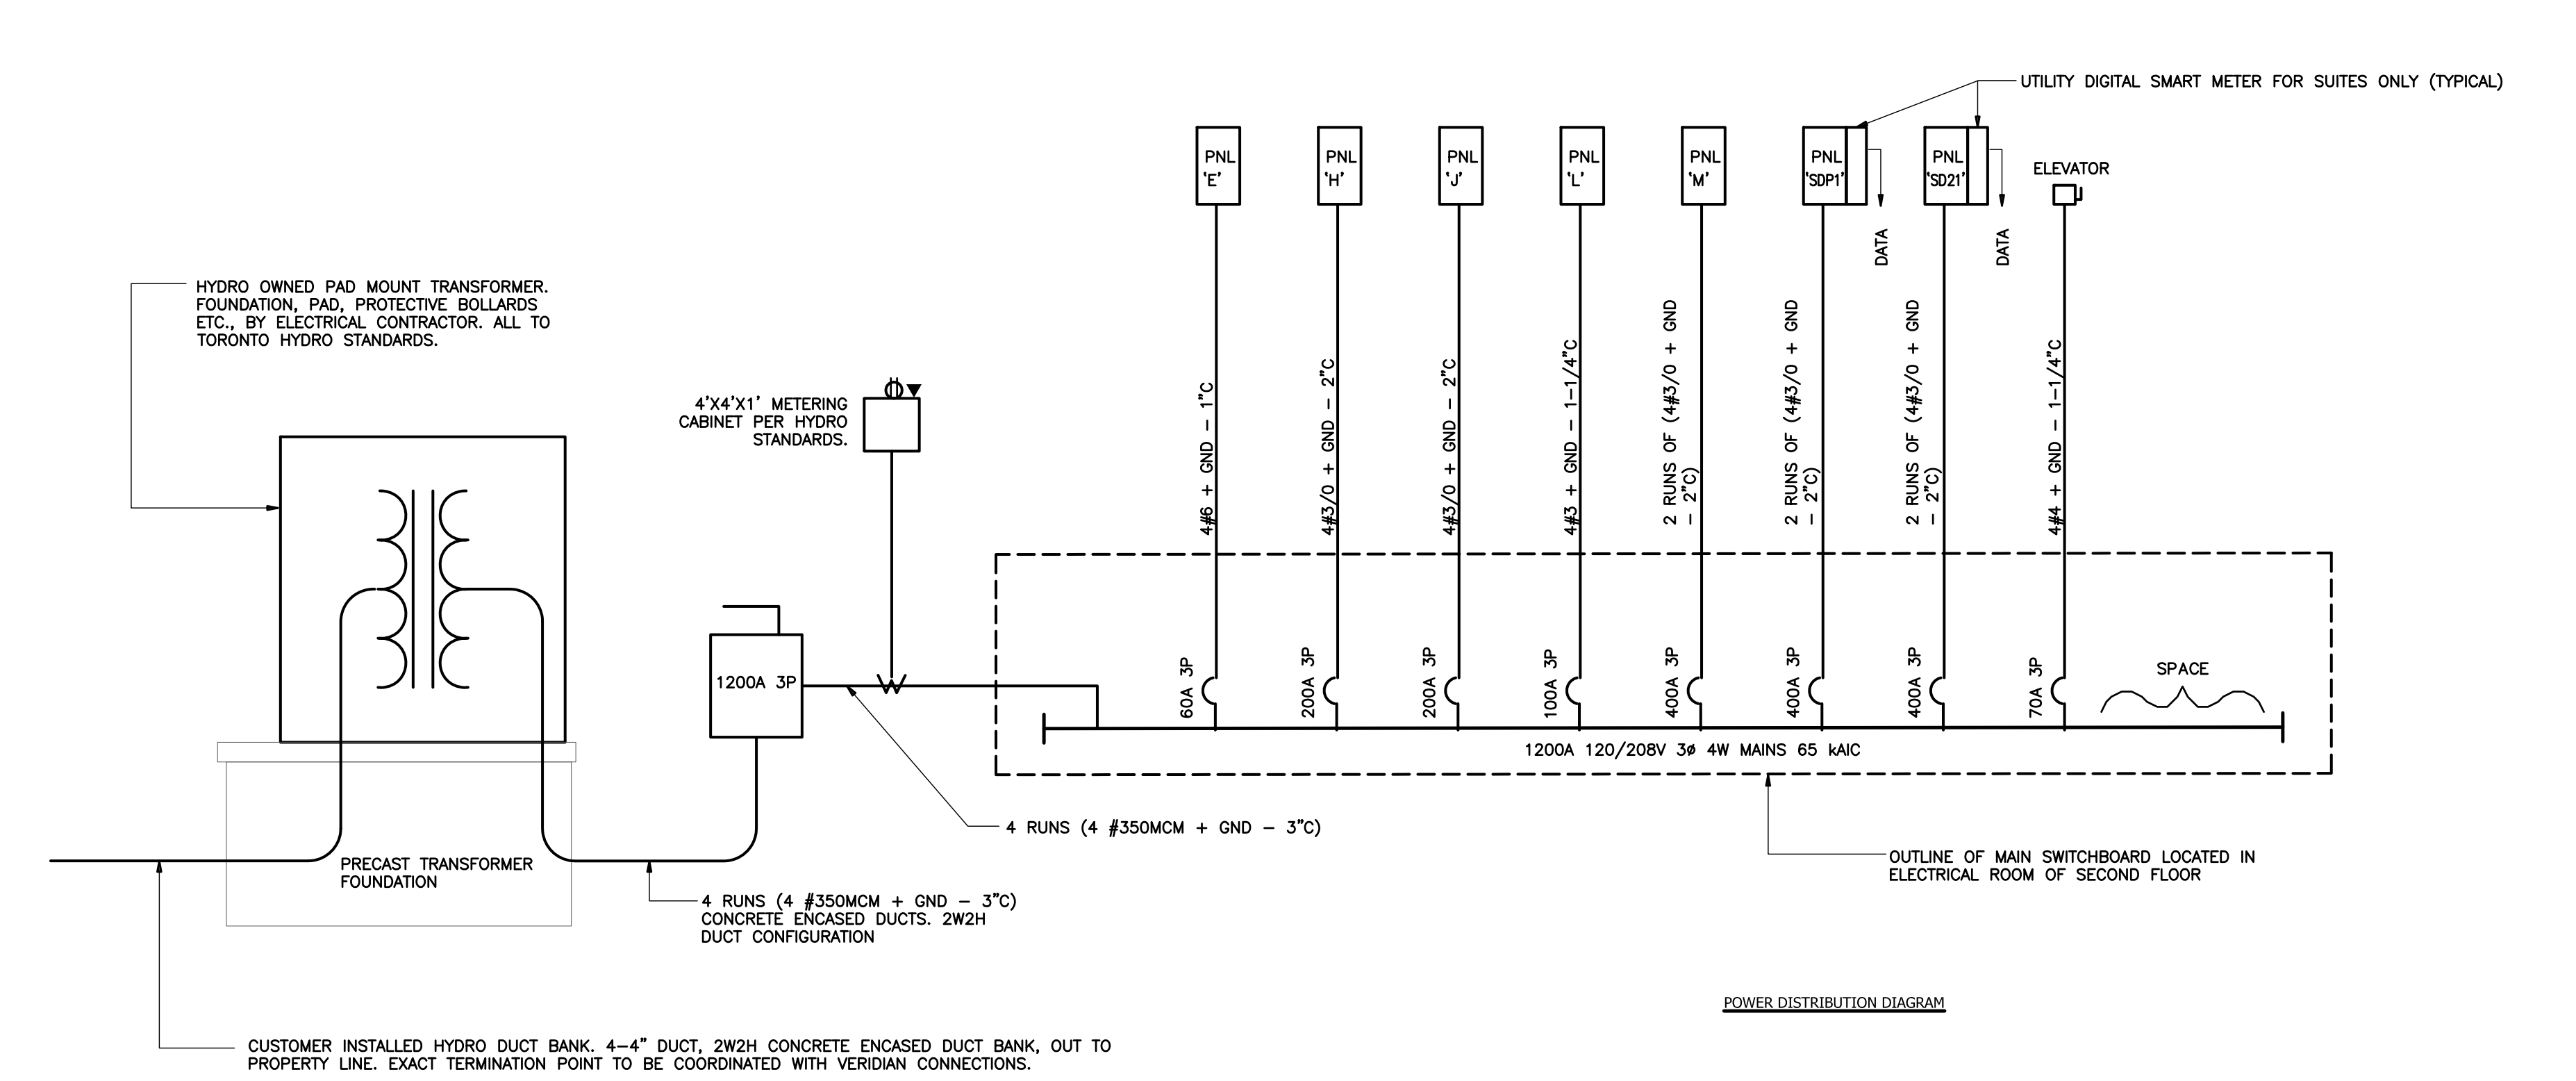 UTILITY DIGITAL SMART METER FOR SUITES ONLY (TYPICAL)
PNL
'E'
PNL
'H'
PNL
'J'
PNL
'L'
PNL
'M'
PNL
'SDP1'
PNL
'SD21'
ELEVATOR
DATA
DATA
HYDRO OWNED PAD MOUNT TRANSFORMER.
FOUNDATION, PAD, PROTECTIVE BOLLARDS
ETC., BY ELECTRICAL CONTRACTOR. ALL TO
TORONTO HYDRO STANDARDS.
4'X4'X1' METERING
CABINET PER HYDRO
STANDARDS.
4#6 + GND - 1"C
4#3/0 + GND - 2"C
4#3/0 + GND - 2"C
4#3 + GND - 1-1/4"C
2 RUNS OF (4#3/0 + GND
- 2"C)
2 RUNS OF (4#3/0 + GND
- 2"C)
2 RUNS OF (4#3/0 + GND
- 2"C)
4#4 + GND - 1-1/4"C
1200A 3P
60A 3P
200A 3P
200A 3P
100A 3P
400A 3P
400A 3P
400A 3P
70A 3P
SPACE
1200A 120/208V 3ø 4W MAINS 65 kAIC
4 RUNS (4 #350MCM + GND - 3"C)
OUTLINE OF MAIN SWITCHBOARD LOCATED IN
ELECTRICAL ROOM OF SECOND FLOOR
PRECAST TRANSFORMER
FOUNDATION
4 RUNS (4 #350MCM + GND - 3"C)
CONCRETE ENCASED DUCTS. 2W2H
DUCT CONFIGURATION
POWER DISTRIBUTION DIAGRAM
CUSTOMER INSTALLED HYDRO DUCT BANK. 4-4" DUCT, 2W2H CONCRETE ENCASED DUCT BANK, OUT TO
PROPERTY LINE. EXACT TERMINATION POINT TO BE COORDINATED WITH VERIDIAN CONNECTIONS.